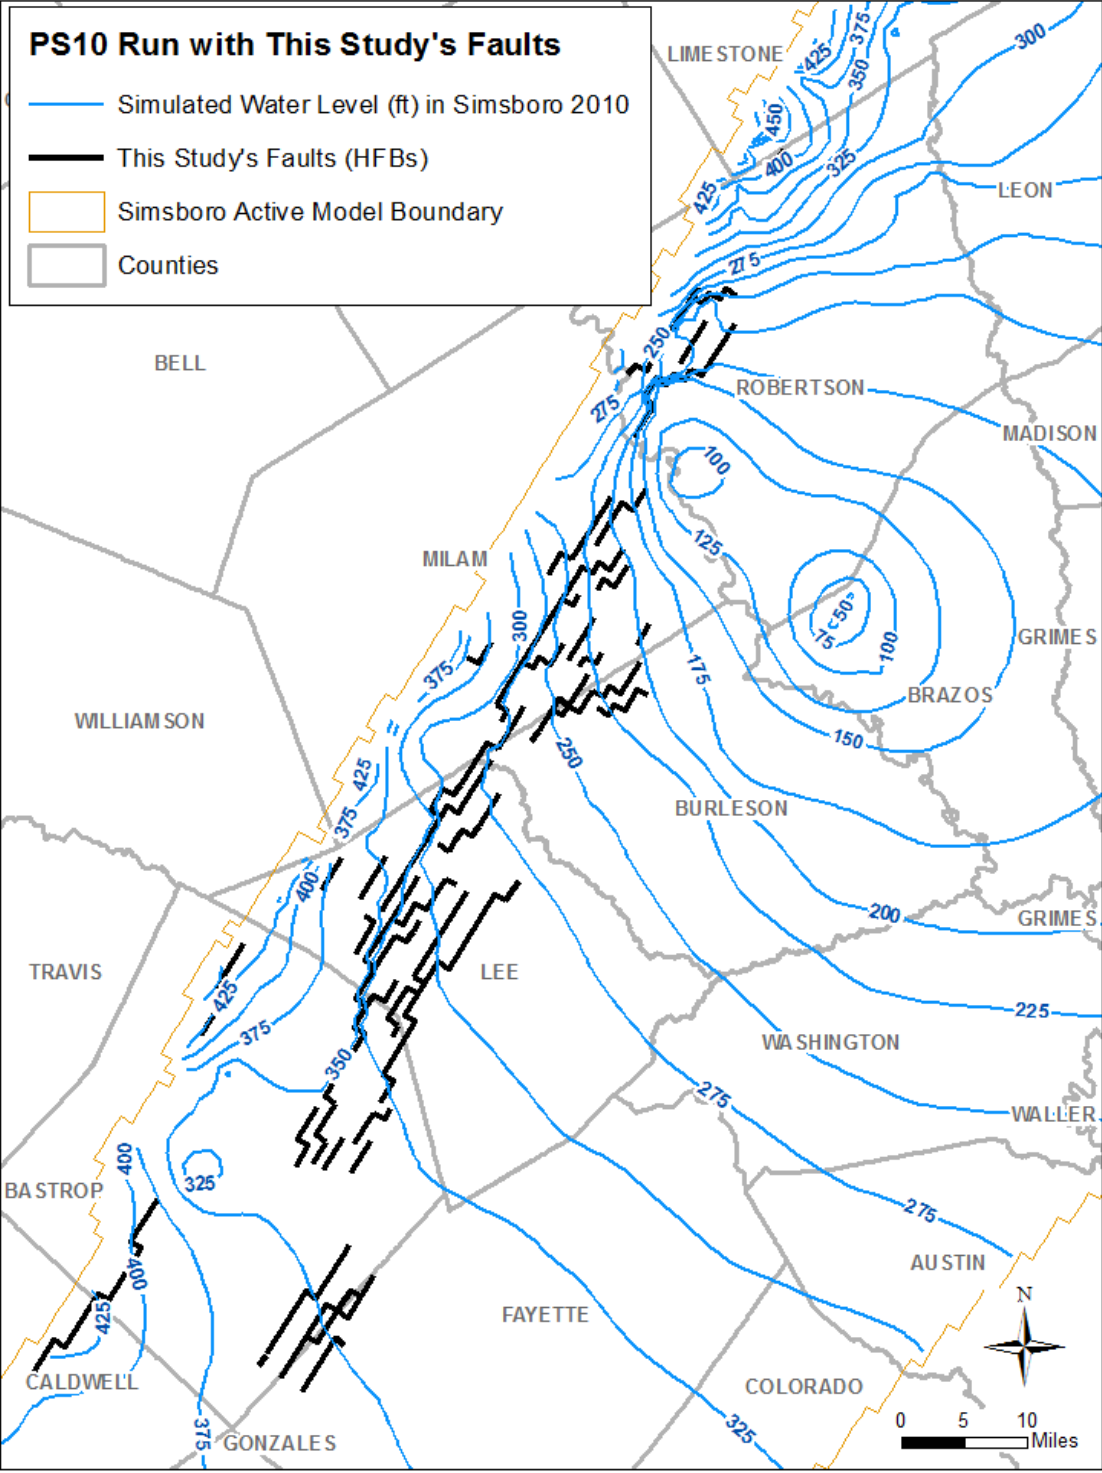 PS10 Run with This Study's Faults
Simulated Water Level (ft) in Simsboro 2010
This Study's Faults (HFBs)
Simsboro Active Model Boundary
Counties
LIMESTONE
425
375
350
300
450
400
325
425
LEON
275
250
BELL
ROBERTSON
275
MADISON
100
125
MILAM
300
50
75
100
GRIMES
375
175
BRAZOS
WILLIAMSON
150
250
425
375
BURLESON
400
200
GRIMES
TRAVIS
LEE
425
225
375
WASHINGTON
350
275
WALLER
400
325
BASTROP
275
400
AUSTIN
425
FAYETTE
N
CALDWELL
COLORADO
375
GONZALES
325
0 5 10
Miles